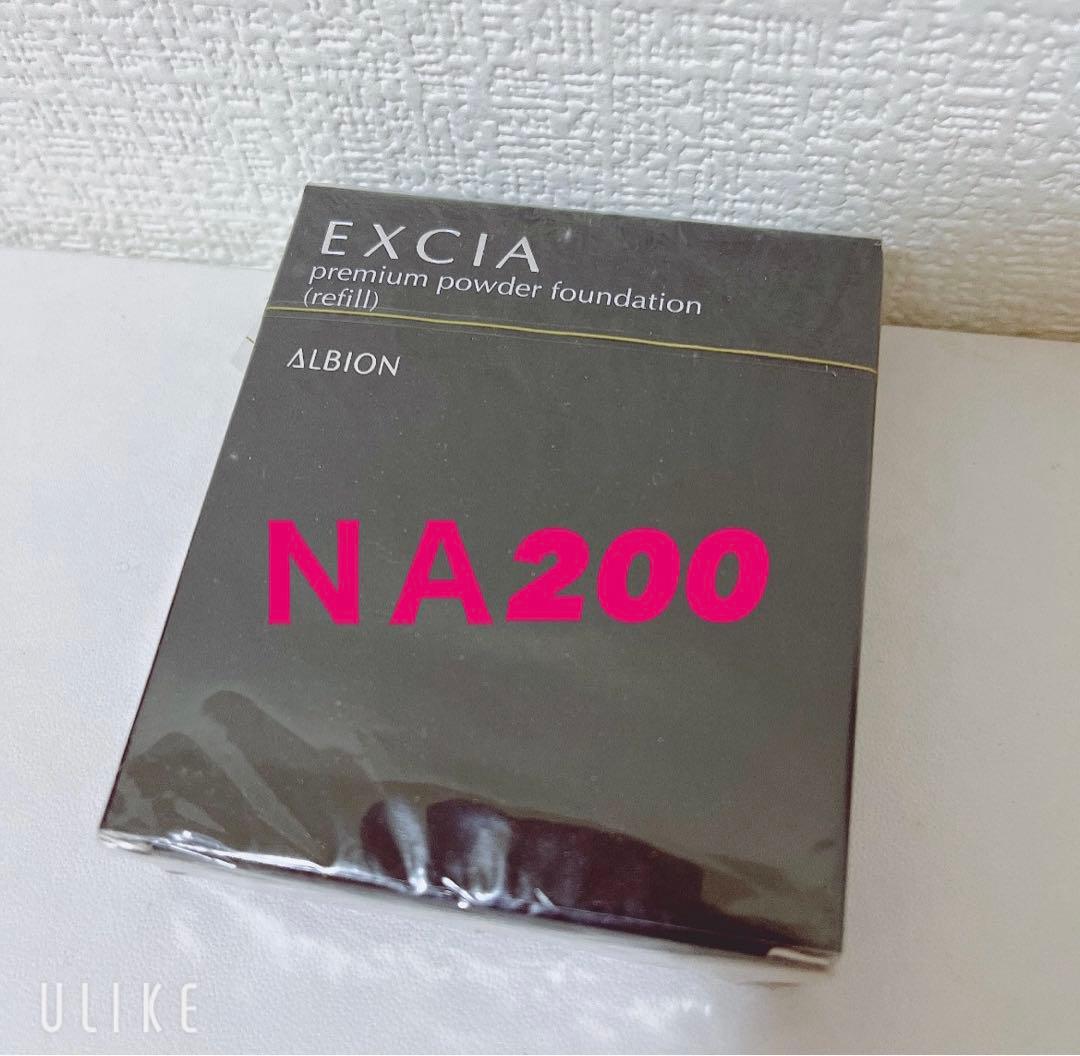 EXCIA
premium powder foundation
(refill)
ALBION
NA200
ULIKE